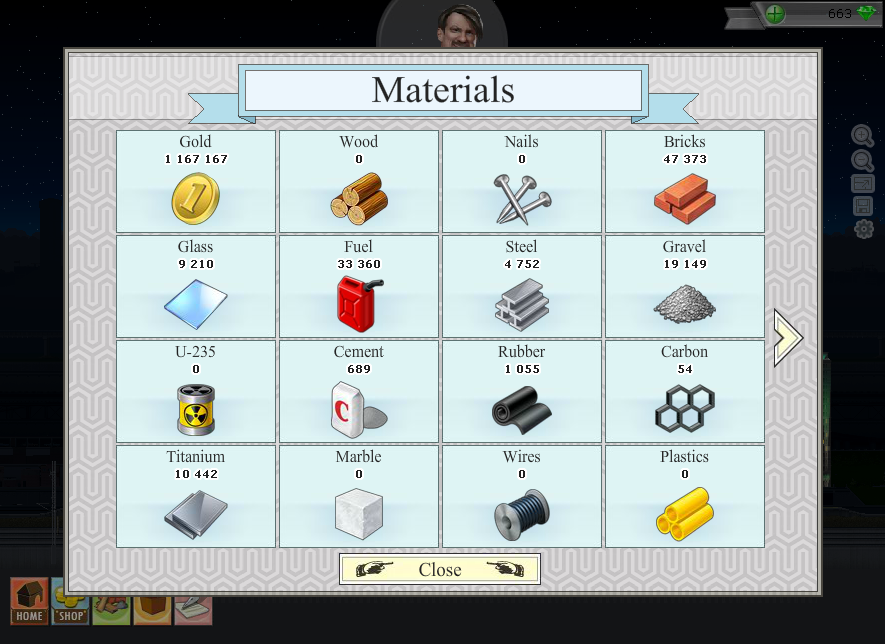 663
Materials
Gold Wood Nails Bricks
1 167 167 0 0 47 373
1
Glass Fuel Steel Gravel
9 210 33 360 4 752 19 149
U-235 Cement Rubber Carbon
0 689 1 055 54
C
Titanium Marble Wires Plastics
10 442 0 0 0
Close
HOME SHOP